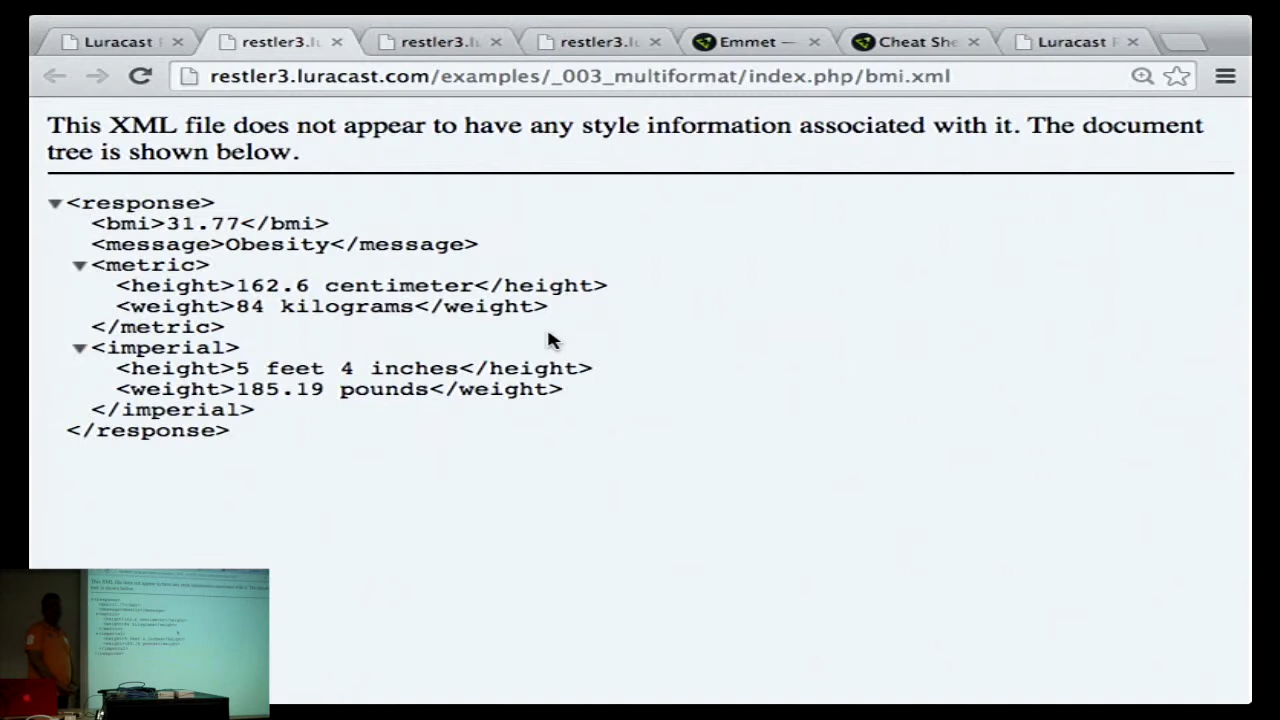 Luracast
restler3.lu
restler3.lu
restler3.lu
Emmet —
Cheat She
Luracast
restler3.luracast.com/examples/_003_multiformat/index.php/bmi.xml
This XML file does not appear to have any style information associated with it. The document
tree is shown below.
<response>
<bmi>31.77</bmi>
<message>Obesity</message>
<metric>
<height>162.6 centimeter</height>
<weight>84 kilograms</weight>
</metric>
<imperial>
<height>5 feet 4 inches</height>
<weight>185.19 pounds</weight>
</imperial>
</response>